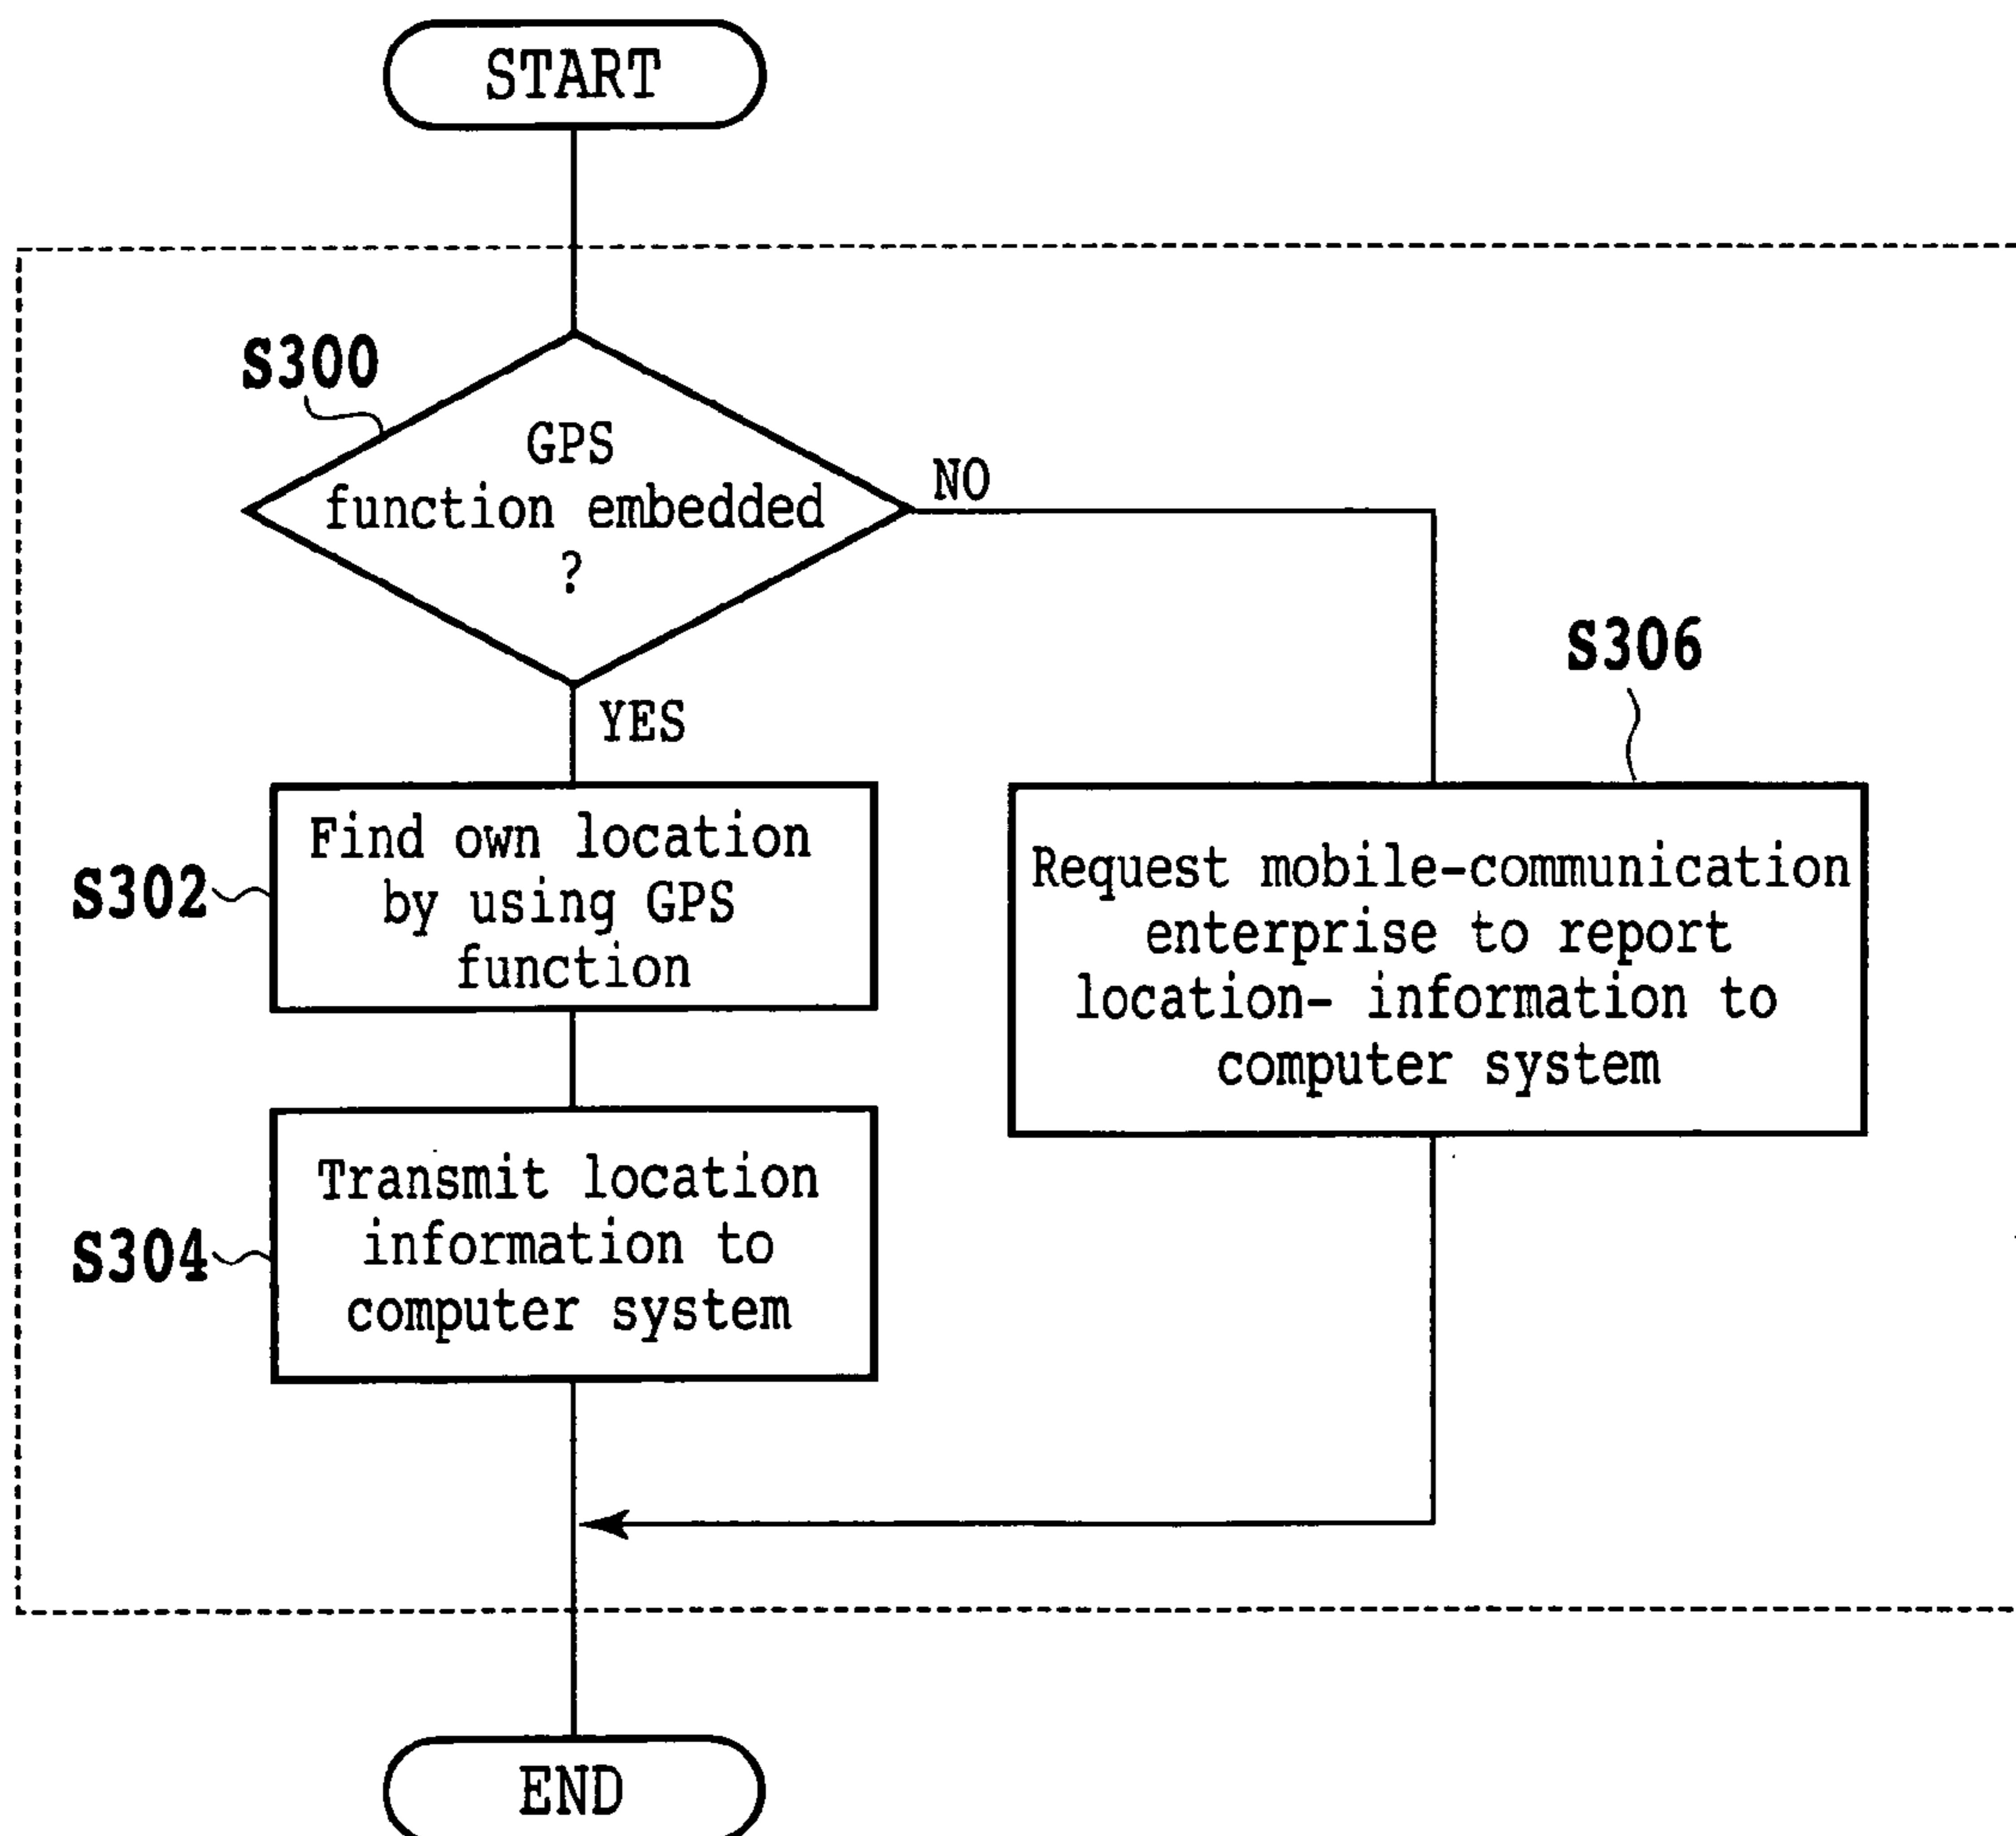 START
S300
GPS
function embedded
?
NO
YES
S306
S302
Find own location
by using GPS
function
Request mobile-communication
enterprise to report
location- information to
computer system
S304
Transmit location
information to
computer system
END